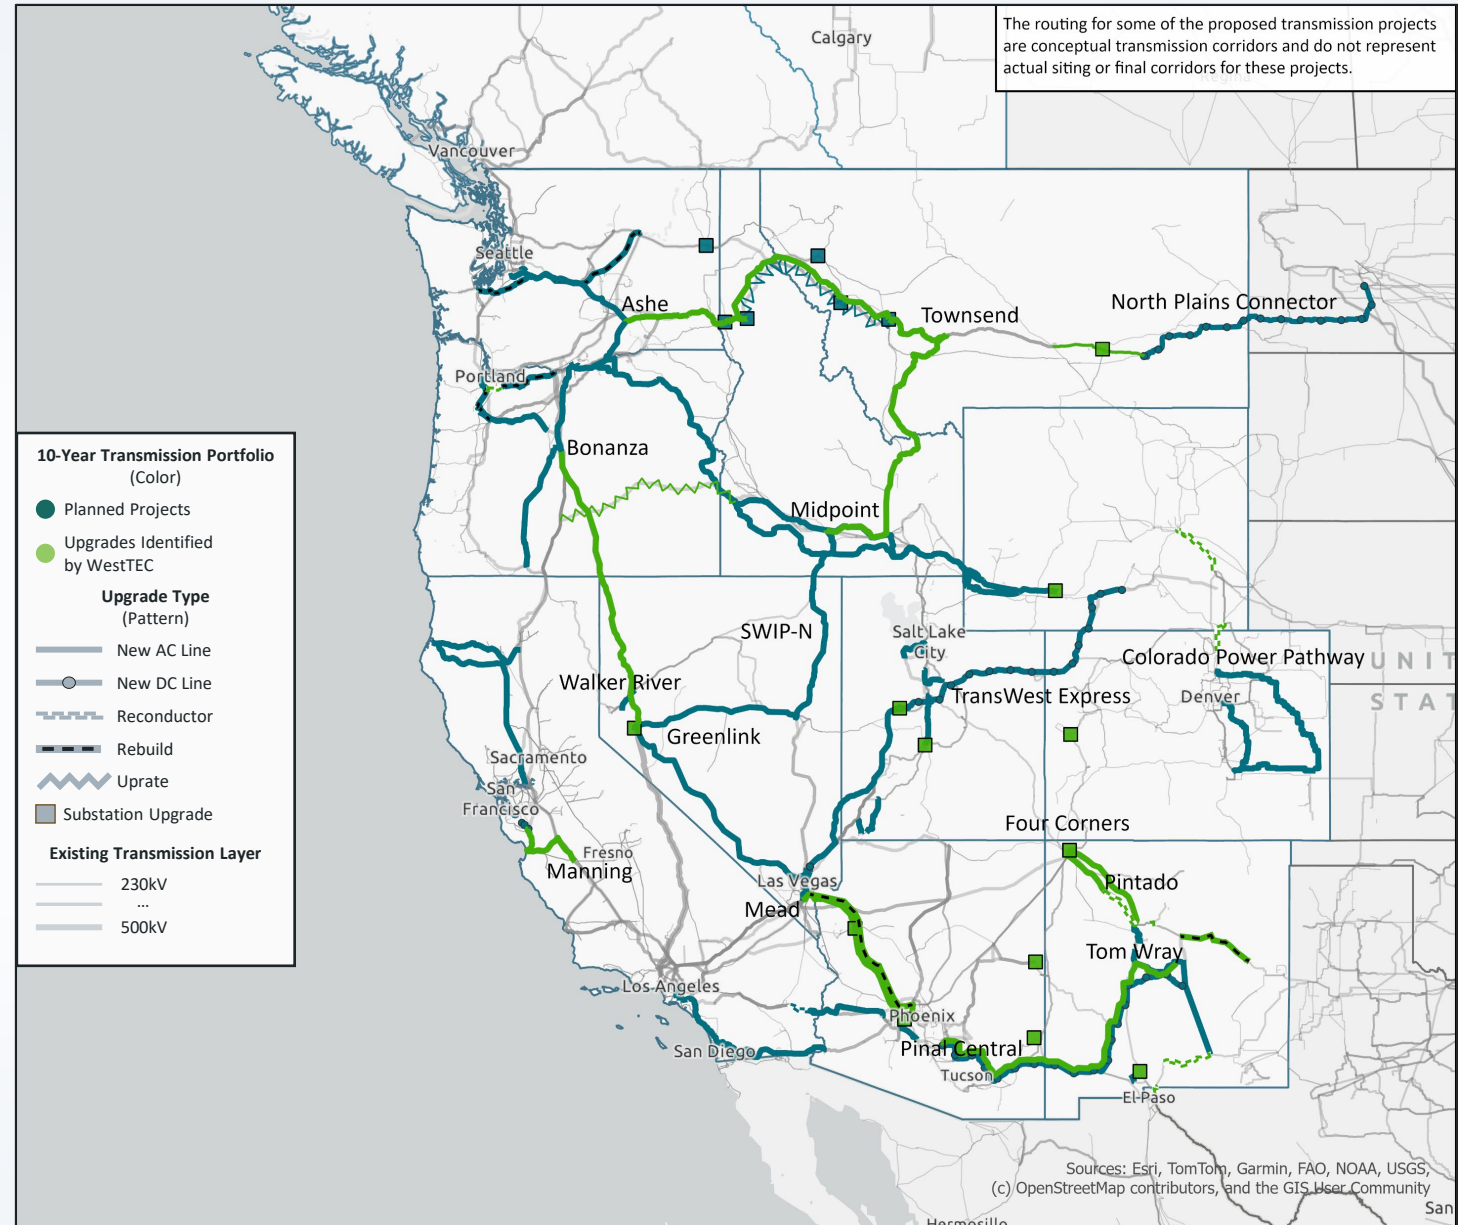 The routing for some of the proposed transmission projects
are conceptual transmission corridors and do not represent
actual siting or final corridors for these projects.
Calgary
Vancouver
Seattle
Ashe
Townsend
North Plains Connector
Portland
Bonanza
Midpoint
10-Year Transmission Portfolio
(Color)
Planned Projects
Upgrades Identified
by WestTEC
Upgrade Type
(Pattern)
New AC Line
New DC Line
Reconductor
Rebuild
Uprate
Substation Upgrade
Existing Transmission Layer
230kV
...
500kV
SWIP-N
Salt Lake
City
Colorado Power Pathway
UNIT
STAT
Walker River
TransWest Express
Denver
Greenlink
Sacramento
San
Francisco
Four Corners
Fresno
Manning
Las Vegas
Pintado
Mead
Tom Wray
Los Angeles
Phoenix
San Diego
Pinal Central
Tucson
El Paso
Sources: Esri, TomTom, Garmin, FAO, NOAA, USGS,
(c) OpenStreetMap contributors, and the GIS User Community
San
Hermosillo